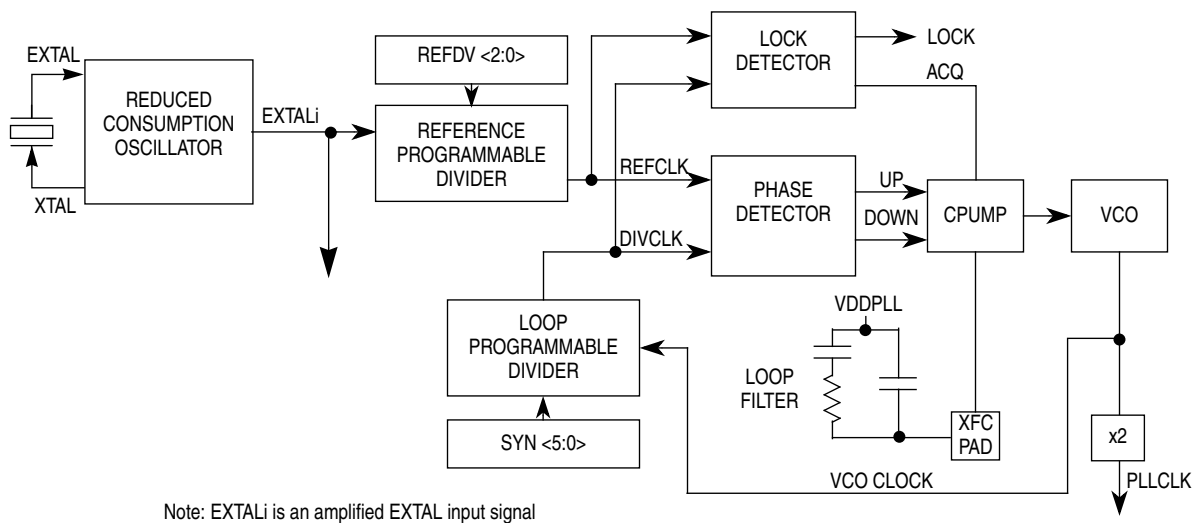 EXTAL
REDUCED
CONSUMPTION
OSCILLATOR
XTAL
EXTALi
REFDV <2:0>
REFERENCE
PROGRAMMABLE
DIVIDER
LOCK
DETECTOR
LOCK
ACQ
REFCLK
DIVCLK
PHASE
DETECTOR
UP
DOWN
CPUMP
VCO
LOOP
PROGRAMMABLE
DIVIDER
SYN <5:0>
VDDPLL
LOOP
FILTER
XFC
PAD
x2
VCO CLOCK
PLLCLK
Note: EXTALi is an amplified EXTAL input signal